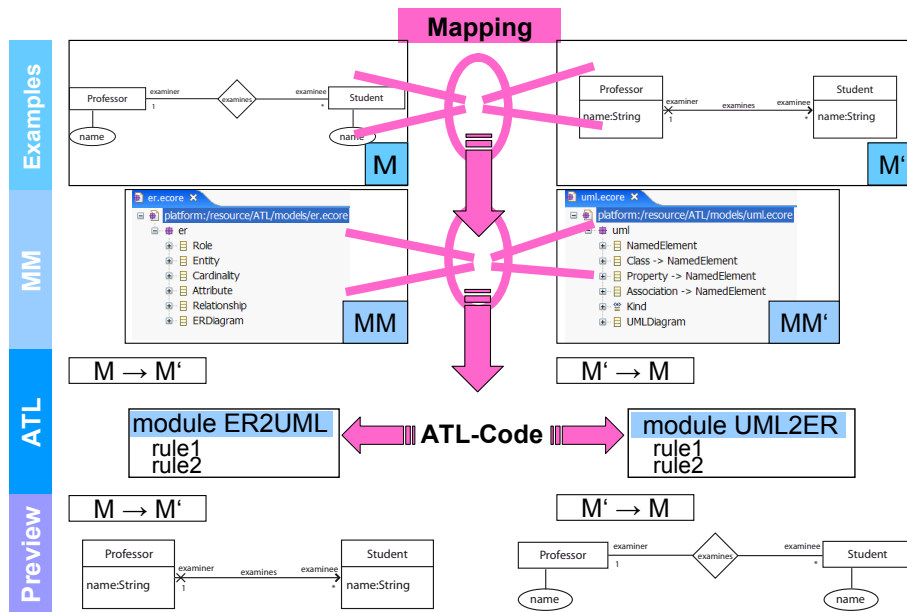 Mapping
Examples
Professor
examiner
1
examines
examinee
*
Student
name
name
M
Professor
name:String
examiner
1
examines
examinee
*
Student
name:String
M‘
MM
er.ecore
platform:/resource/ATL/models/er.ecore
er
Role
Entity
Cardinality
Attribute
Relationship
ERDiagram
MM
uml.ecore
platform:/resource/ATL/models/uml.ecore
uml
NamedElement
Class -> NamedElement
Property -> NamedElement
Association -> NamedElement
Kind
UMLDiagram
MM‘
ATL
M → M‘
M‘ → M
module ER2UML
rule1
rule2
ATL-Code
module UML2ER
rule1
rule2
Preview
M → M‘
M‘ → M
Professor
name:String
examiner
1
examines
examinee
*
Student
name:String
Professor
examiner
1
examines
examinee
*
Student
name
name